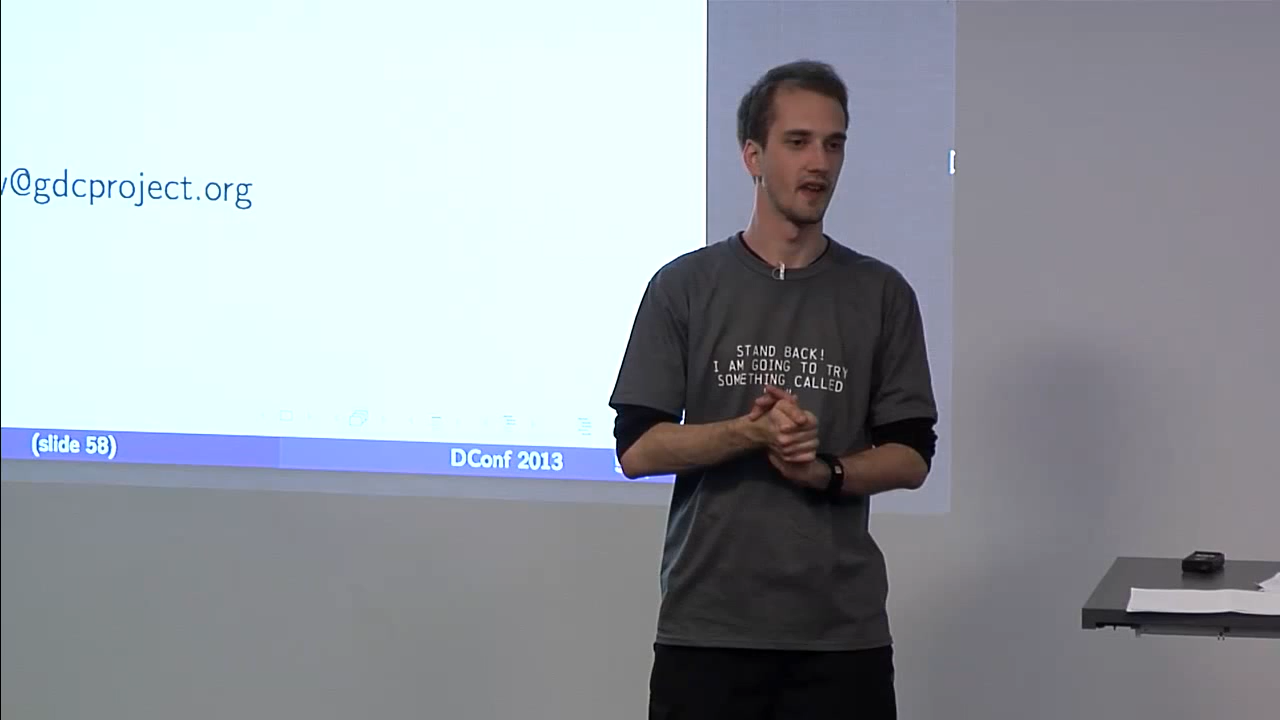 @gdcproject.org
(slide 58)
DConf 2013
STAND BACK!
I AM GOING TO TRY
SOMETHING CALLED